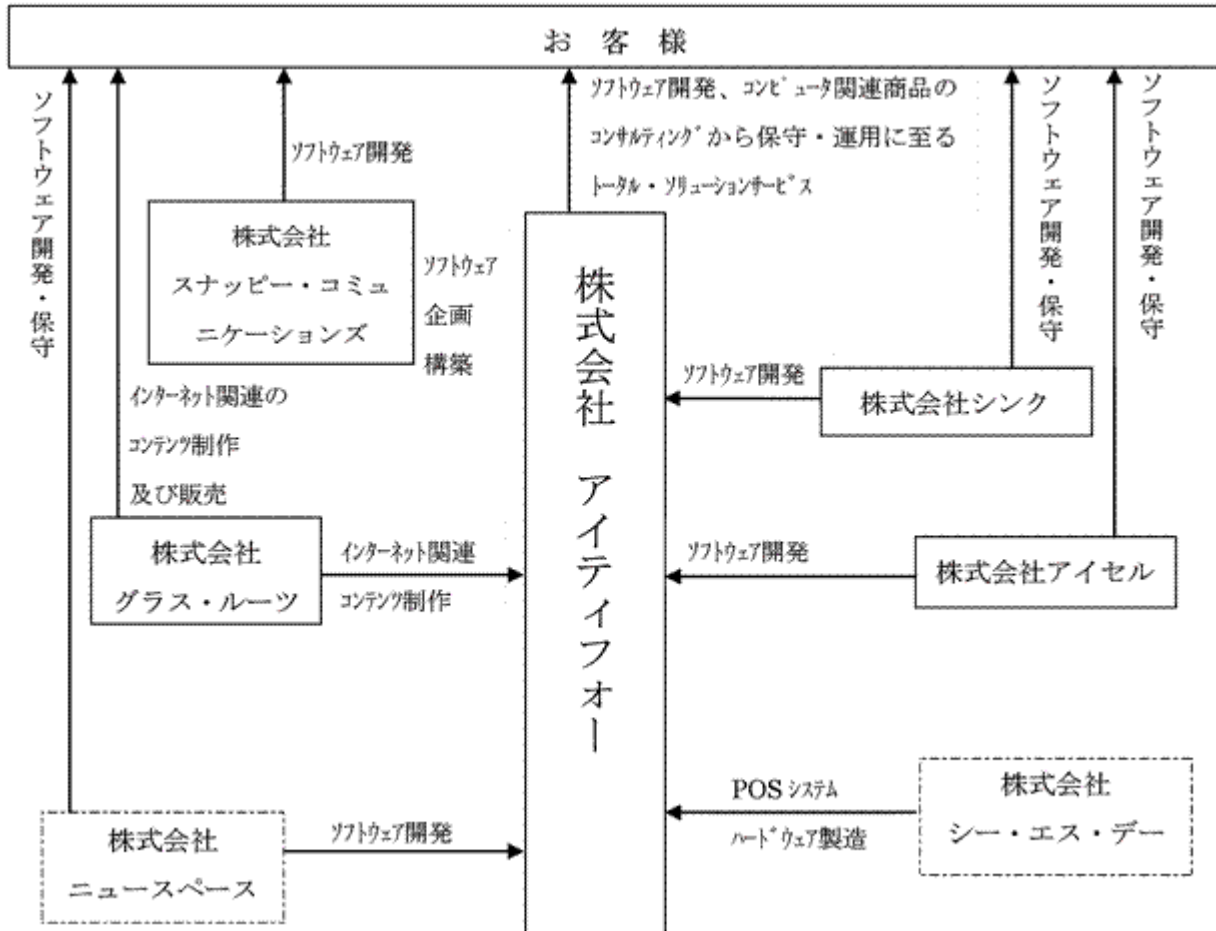 お客様
ソフトウェア開発・保守
ソフトウェア開発
ソフトウェア開発、コンピュータ関連商品の
コンサルティングから保守・運用に至る
トータル・ソリューションサービス
ソフトウェア開発・保守
ソフトウェア開発・保守
株式会社
スナッピー・コミュ
ニケーションズ
ソフトウェア
企画
構築
株式会社 アイティフォー
ソフトウェア開発
株式会社シンク
インターネット関連の
コンテンツ制作
及び販売
株式会社
グラス・ルーツ
インターネット関連
コンテンツ制作
ソフトウェア開発
株式会社アイセル
株式会社
ニュースペース
ソフトウェア開発
POSシステム
ハードウェア製造
株式会社
シー・エス・デー